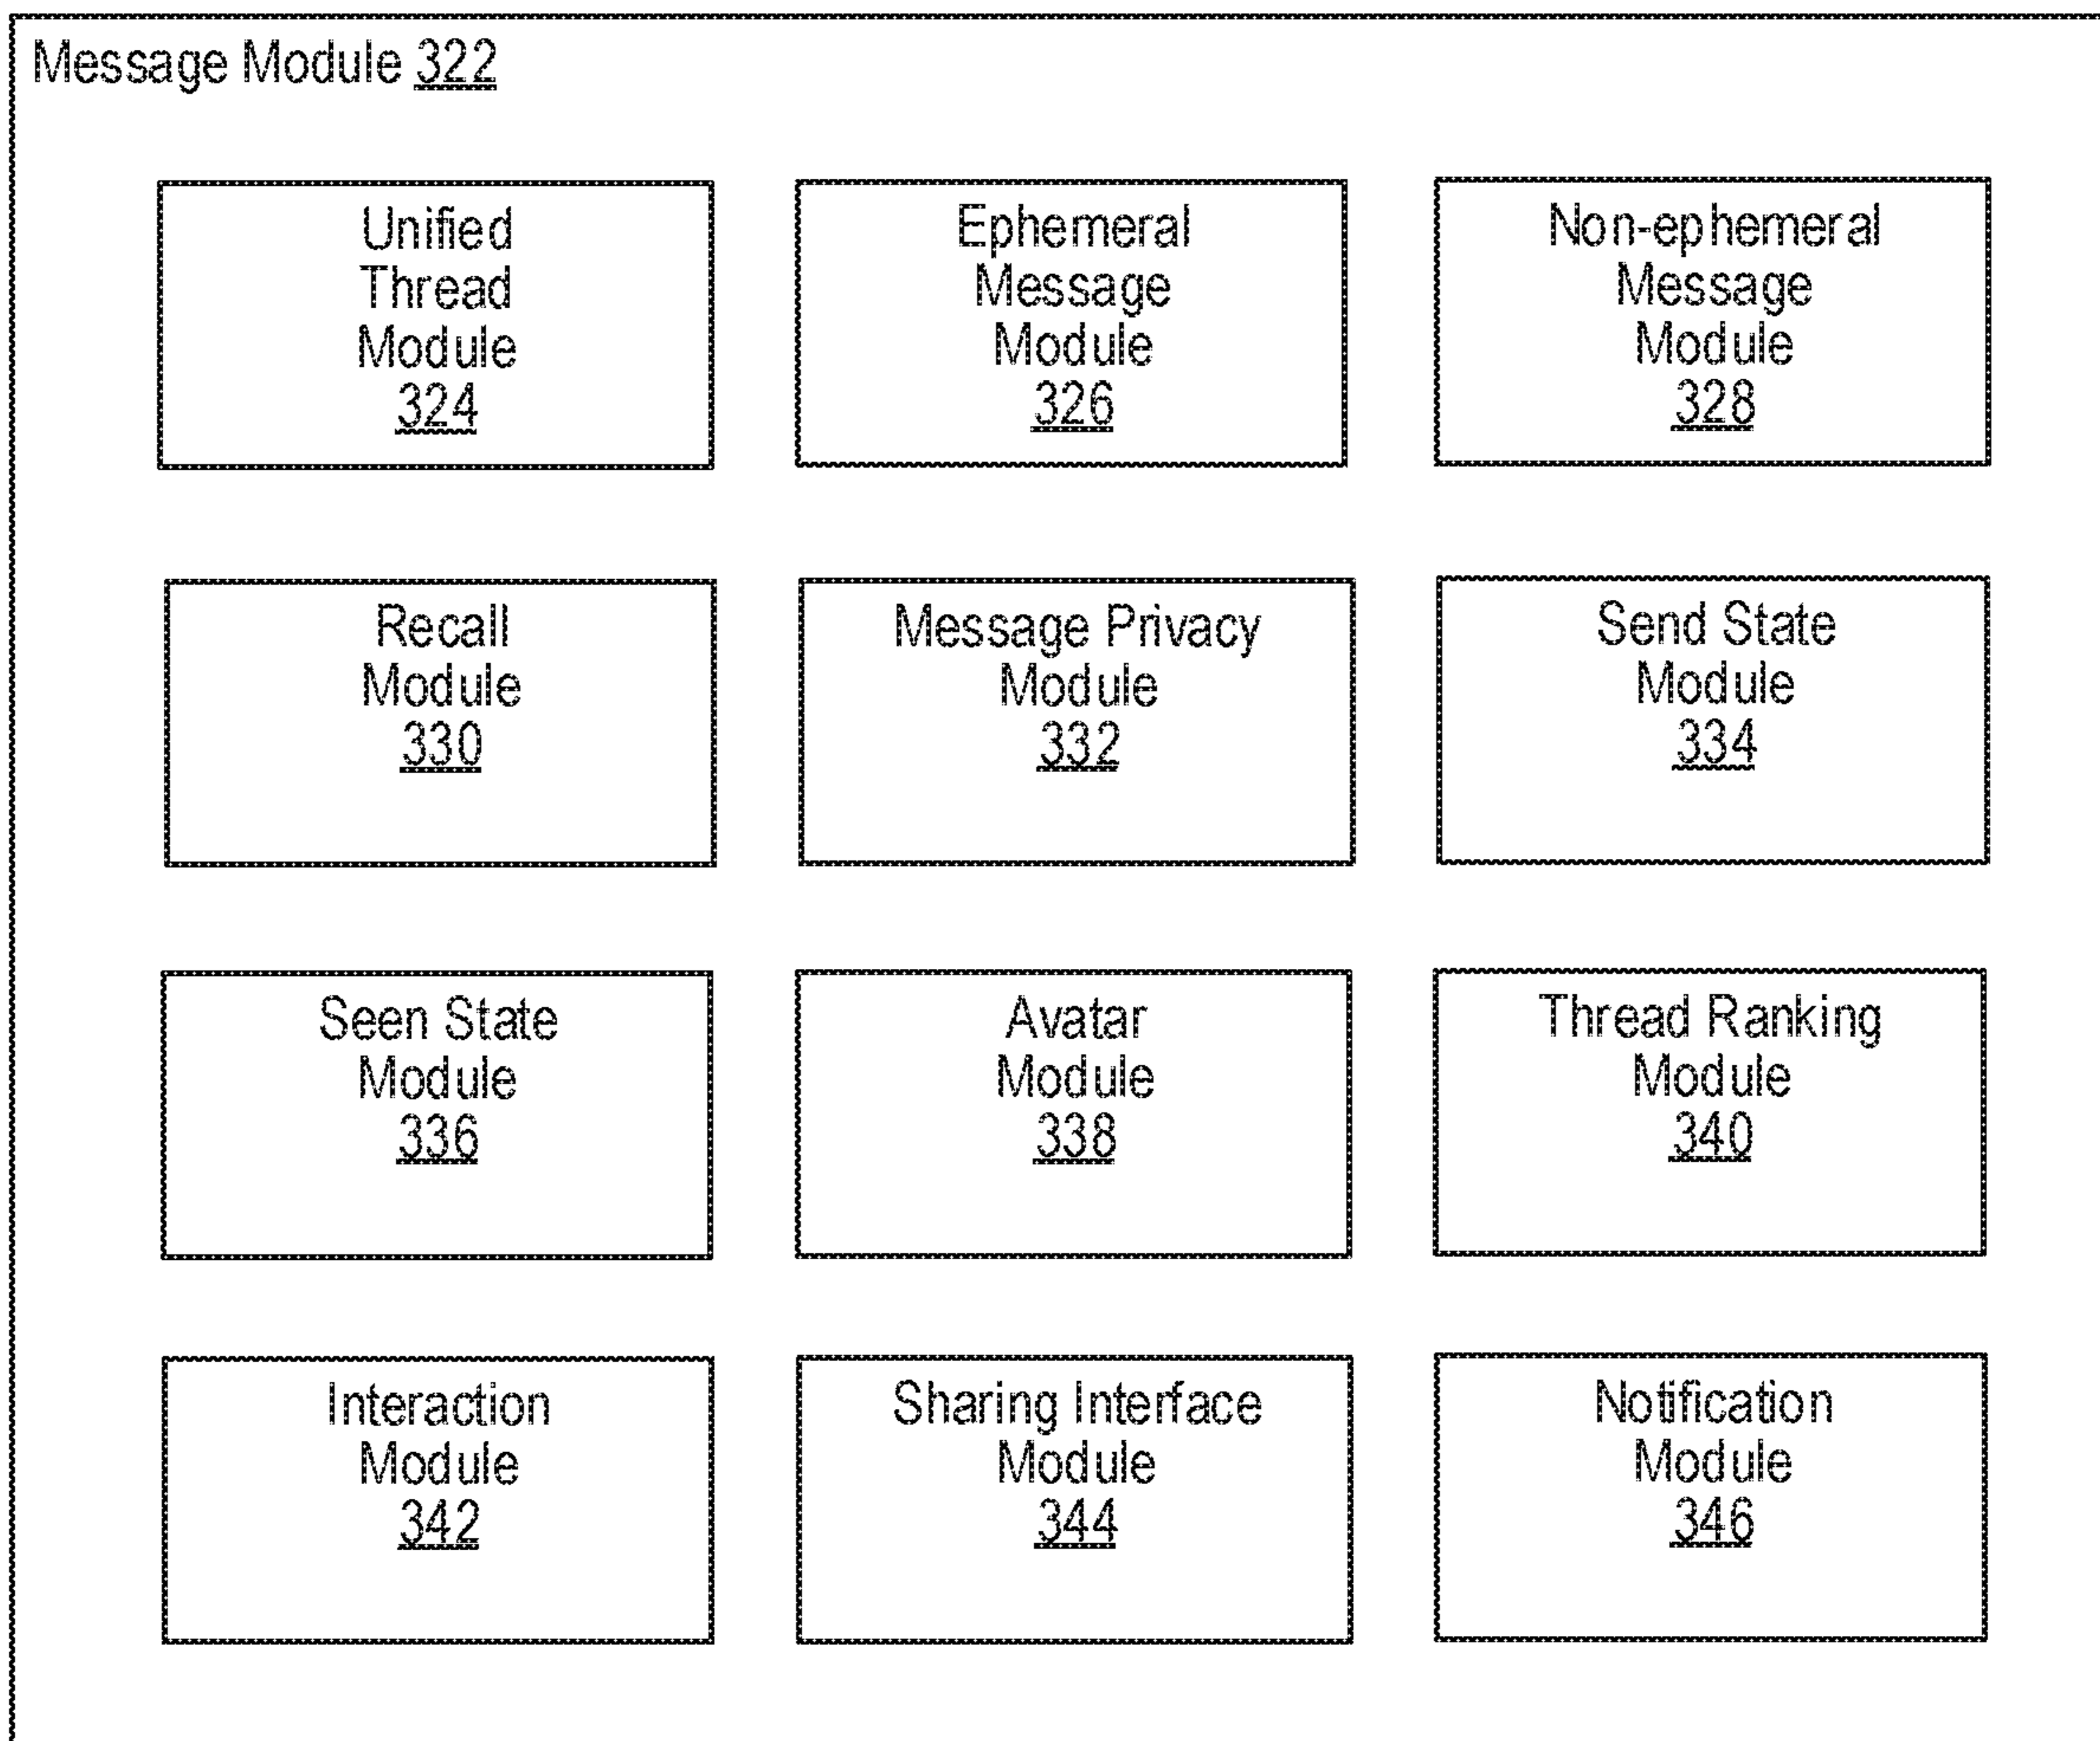 Message Module 322
Unified
Thread
Module
324
Ephemeral
Message
Module
326
Non-ephemeral
Message
Module
328
Recall
Module
330
Message Privacy
Module
332
Send State
Module
334
Seen State
Module
336
Avatar
Module
338
Thread Ranking
Module
340
Interaction
Module
342
Sharing Interface
Module
344
Notification
Module
346